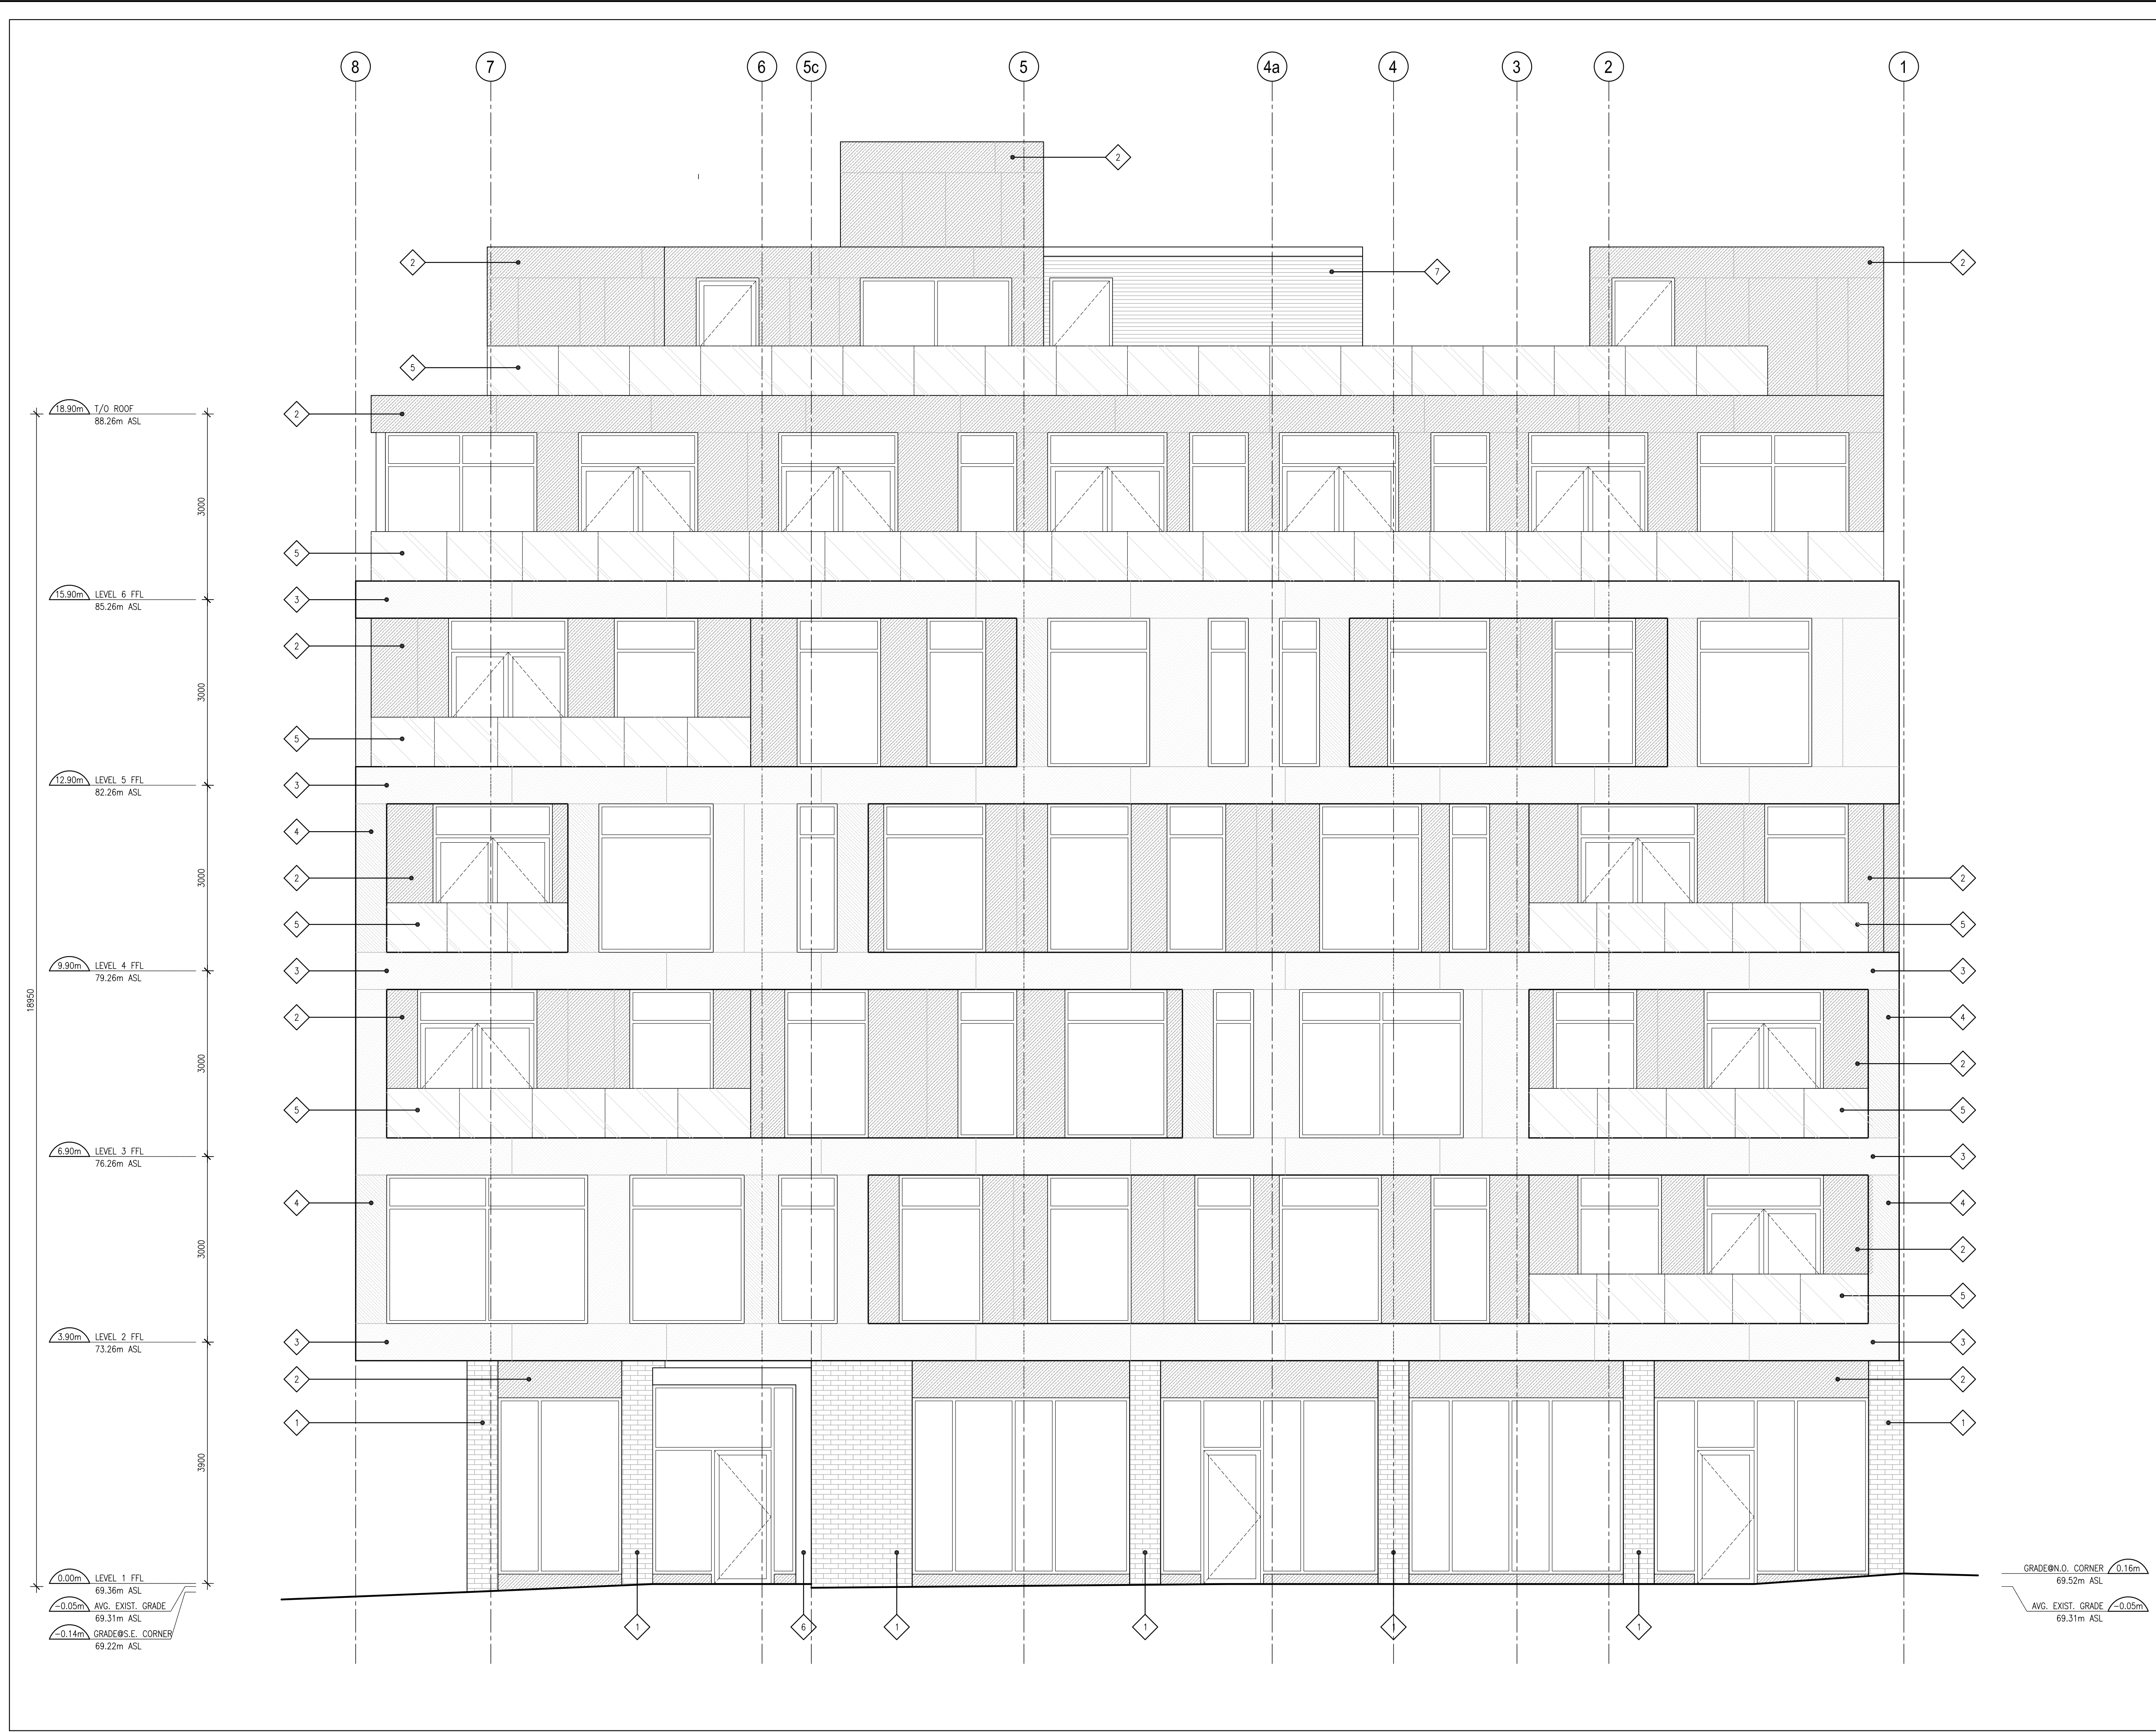 8 7 6 5c 5 4a 4 3 2 1
2
2 7 2
5
18.90m T/O ROOF 2
88.26m ASL
3000
5
15.90m LEVEL 6 FFL 3
85.26m ASL
2
3000
5
12.90m LEVEL 5 FFL 3
82.26m ASL
4
3000 2 2
5 5
9.90m LEVEL 4 FFL 3 3
79.26m ASL
18950
2 4
3000 2
5 5
6.90m LEVEL 3 FFL 3
76.26m ASL
4 4
3000 2
5
3.90m LEVEL 2 FFL 3 3
73.26m ASL
2 2
1 1
3900
0.00m LEVEL 1 FFL
69.36m ASL
-0.05m AVG. EXIST. GRADE
69.31m ASL
-0.14m GRADE@S.E. CORNER
69.22m ASL
1 6 1 1 1 1
GRADE@N.O. CORNER 0.16m
69.52m ASL
AVG. EXIST. GRADE -0.05m
69.31m ASL